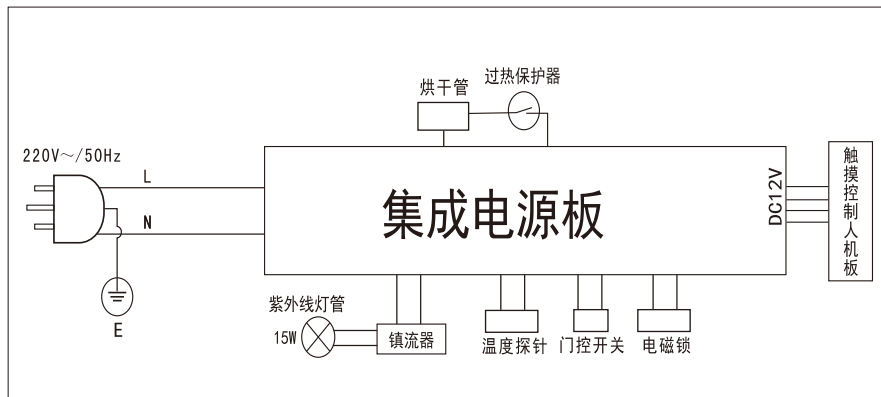 烘干管
过热保护器
220V～/50Hz
L
N
E
集成电源板
DC12V
触摸控制人机板
紫外线灯管
15W
镇流器
温度探针
门控开关
电磁锁